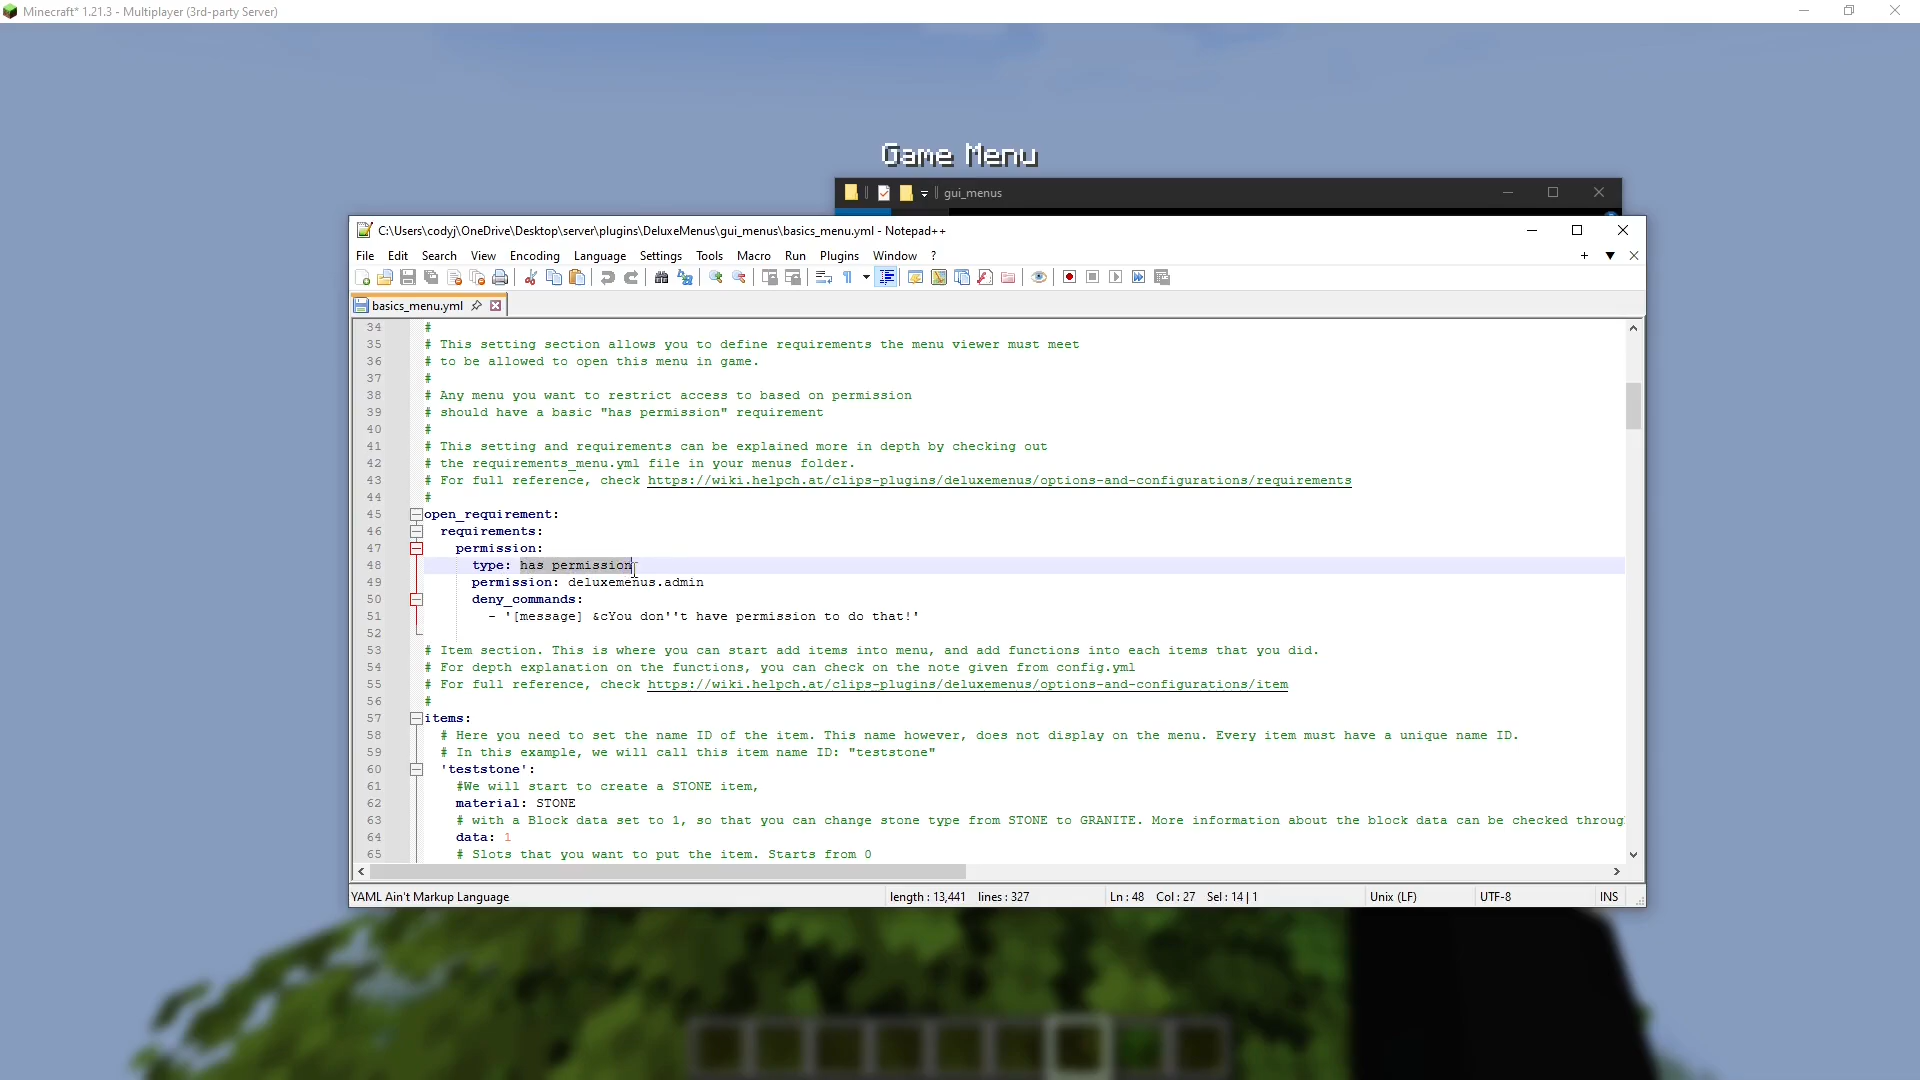 Minecraft* 1.21.3 - Multiplayer (3rd-party Server)
Game Menu
gui_menus
C:\Users\codyj\OneDrive\Desktop\server\plugins\DeluxeMenus\gui_menus\basics_menu.yml - Notepad++
File Edit Search View Encoding Language Settings Tools Macro Run Plugins Window ?
basics_menu.yml
34 #
35 # This setting section allows you to define requirements the menu viewer must meet
36 # to be allowed to open this menu in game.
37 #
38 # Any menu you want to restrict access to based on permission
39 # should have a basic "has permission" requirement
40 #
41 # This setting and requirements can be explained more in depth by checking out
42 # the requirements_menu.yml file in your menus folder.
43 # For full reference, check https://wiki.helpch.at/clips-plugins/deluxemenus/options-and-configurations/requirements
44 #
45 open_requirement:
46 requirements:
47 permission:
48 type: has permission
49 permission: deluxemenus.admin
50 deny_commands:
51 - '[message] &cYou don''t have permission to do that!'
52
53 # Item section. This is where you can start add items into menu, and add functions into each items that you did.
54 # For depth explanation on the functions, you can check on the note given from config.yml
55 # For full reference, check https://wiki.helpch.at/clips-plugins/deluxemenus/options-and-configurations/item
56 #
57 items:
58 # Here you need to set the name ID of the item. This name however, does not display on the menu. Every item must have a unique name ID.
59 # In this example, we will call this item name ID: "teststone"
60 'teststone':
61 #We will start to create a STONE item,
62 material: STONE
63 # with a Block data set to 1, so that you can change stone type from STONE to GRANITE. More information about the block data can be checked throug
64 data: 1
65 # Slots that you want to put the item. Starts from 0
YAML Ain't Markup Language length : 13,441 lines : 327 Ln : 48 Col : 27 Sel : 14 | 1 Unix (LF) UTF-8 INS